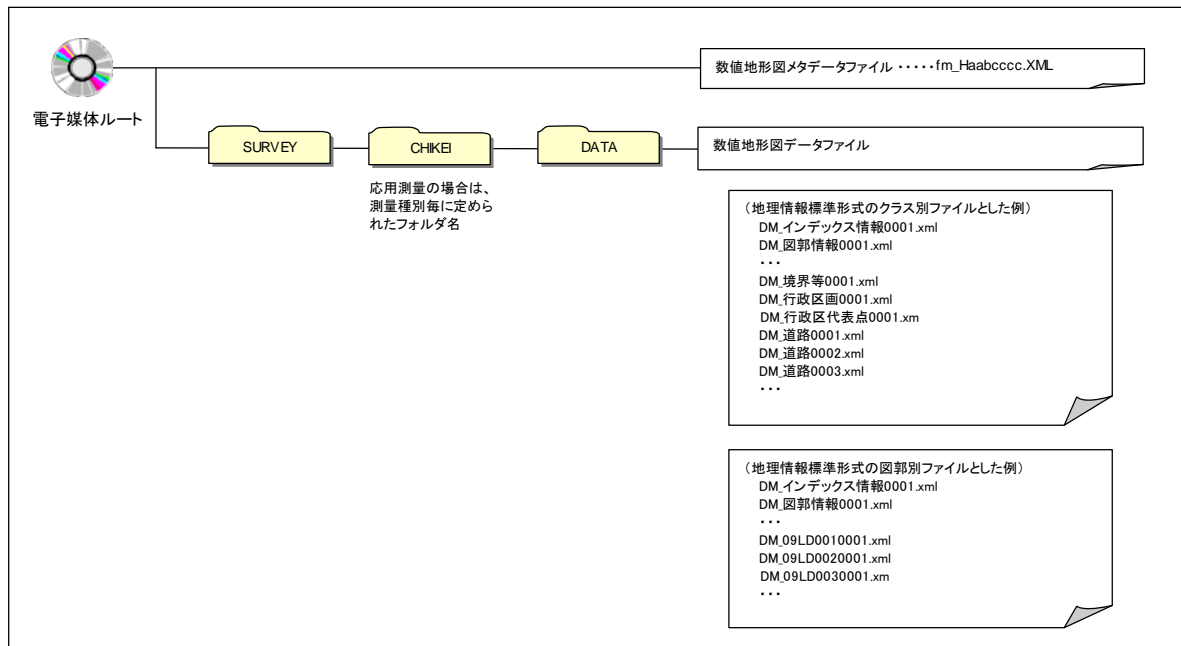 数値地形図メタデータファイル ・・・・・fm_Haabcccc.XML
電子媒体ルート
SURVEY
CHIKEI
DATA
数値地形図データファイル
応用測量の場合は、
測量種別毎に定めら
れたフォルダ名
（地理情報標準形式のクラス別ファイルとした例）
DM_インデックス情報0001.xml
DM_図郭情報0001.xml
・・・
DM_境界等0001.xml
DM_行政区画0001.xml
DM_行政区代表点0001.xm
DM_道路0001.xml
DM_道路0002.xml
DM_道路0003.xml
・・・
（地理情報標準形式の図郭別ファイルとした例）
DM_インデックス情報0001.xml
DM_図郭情報0001.xml
・・・
DM_09LD0010001.xml
DM_09LD0020001.xml
DM_09LD0030001.xm
・・・